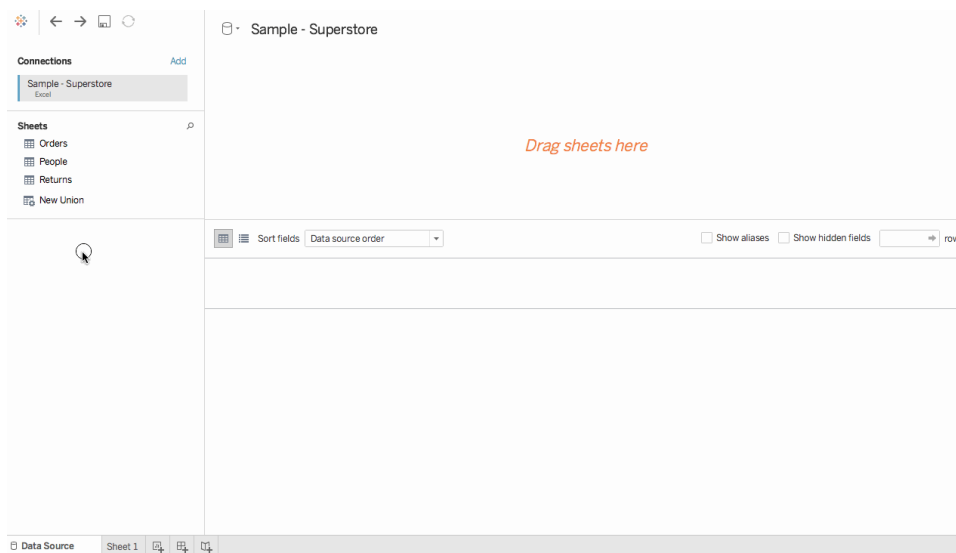 Sample - Superstore
Connections Add
Sample - Superstore
Excel
Drag sheets here
Sheets
Orders
People
Returns
New Union
Sort fields Data source order Show aliases Show hidden fields
Data Source Sheet 1